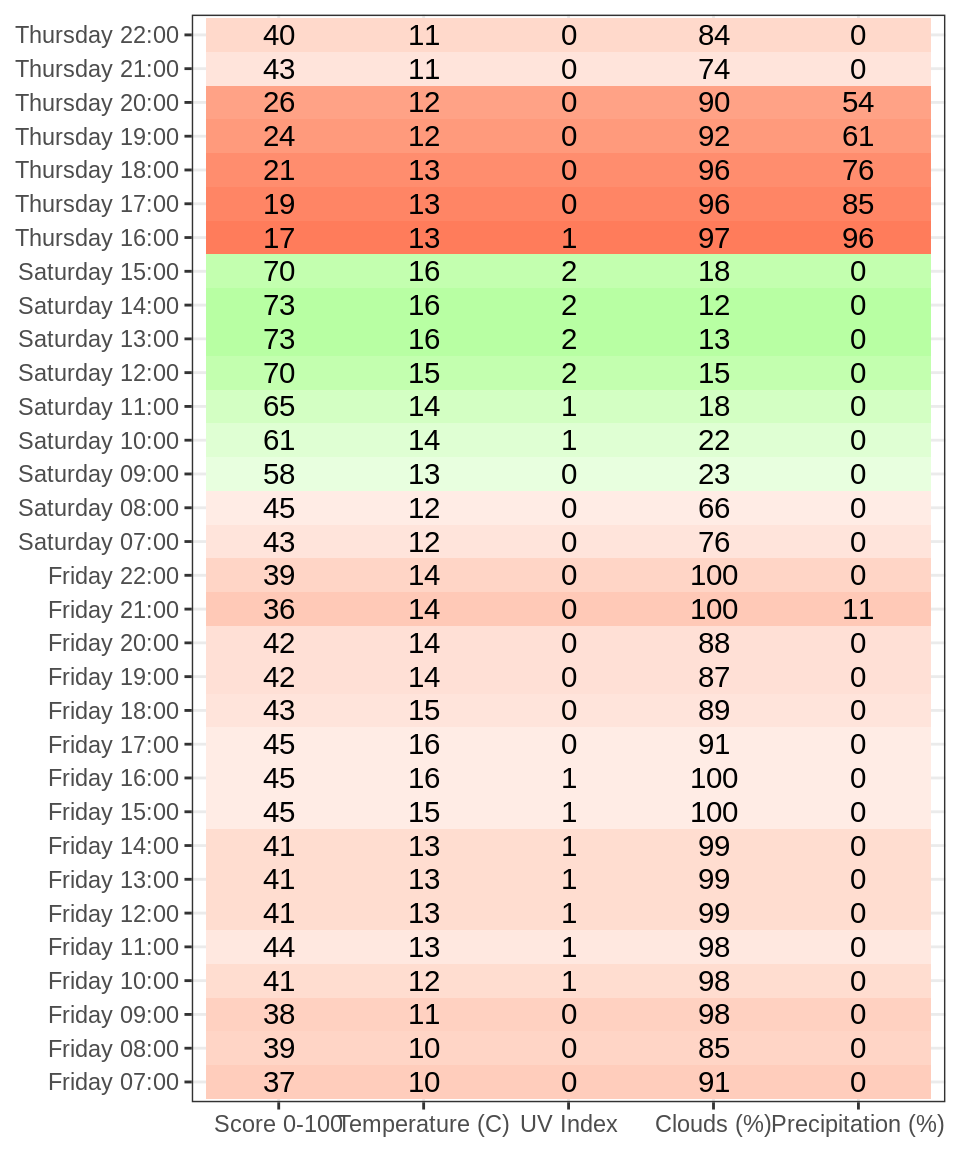 Thursday 22:00 40 11 0 84 0
Thursday 21:00 43 11 0 74 0
Thursday 20:00 26 12 0 90 54
Thursday 19:00 24 12 0 92 61
Thursday 18:00 21 13 0 96 76
Thursday 17:00 19 13 0 96 85
Thursday 16:00 17 13 1 97 96
Saturday 15:00 70 16 2 18 0
Saturday 14:00 73 16 2 12 0
Saturday 13:00 73 16 2 13 0
Saturday 12:00 70 15 2 15 0
Saturday 11:00 65 14 1 18 0
Saturday 10:00 61 14 1 22 0
Saturday 09:00 58 13 0 23 0
Saturday 08:00 45 12 0 66 0
Saturday 07:00 43 12 0 76 0
Friday 22:00 39 14 0 100 0
Friday 21:00 36 14 0 100 11
Friday 20:00 42 14 0 88 0
Friday 19:00 42 14 0 87 0
Friday 18:00 43 15 0 89 0
Friday 17:00 45 16 0 91 0
Friday 16:00 45 16 1 100 0
Friday 15:00 45 15 1 100 0
Friday 14:00 41 13 1 99 0
Friday 13:00 41 13 1 99 0
Friday 12:00 41 13 1 99 0
Friday 11:00 44 13 1 98 0
Friday 10:00 41 12 1 98 0
Friday 09:00 38 11 0 98 0
Friday 08:00 39 10 0 85 0
Friday 07:00 37 10 0 91 0
Score 0-100 Temperature (C) UV Index Clouds (%) Precipitation (%)